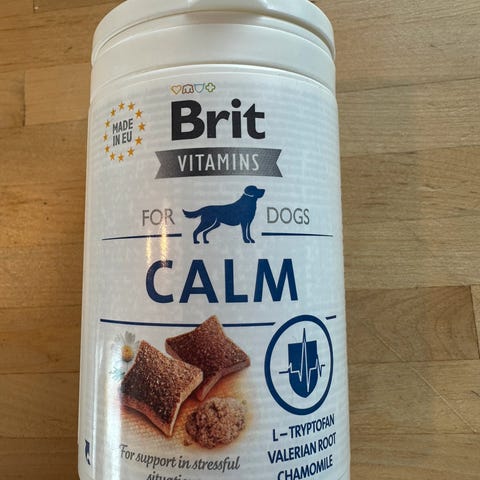 MADE
IN EU
Brit
VITAMINS
FOR DOGS
CALM
L-TRYPTOFAN
VALERIAN ROOT
CHAMOMILE
For support in stressful